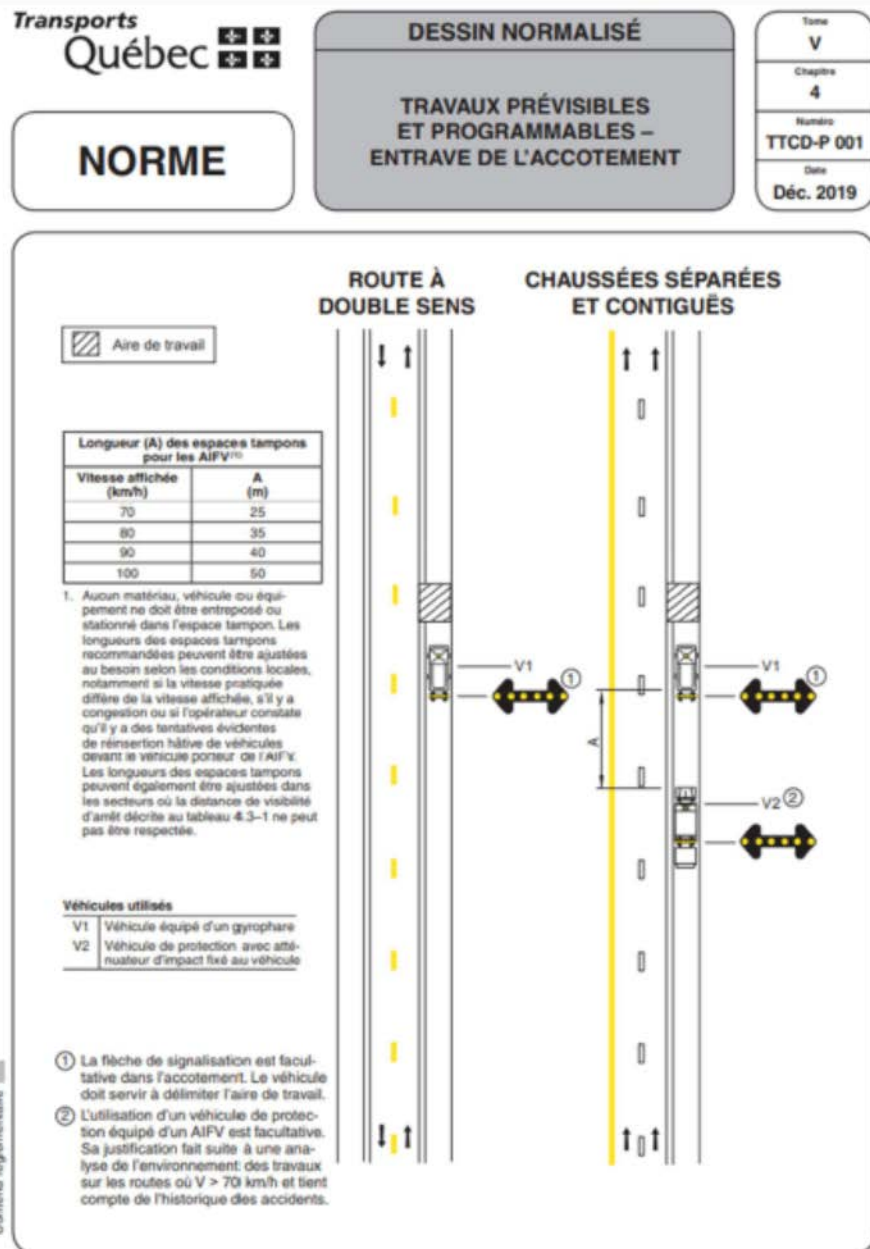 Transports
Québec
NORME
DESSIN NORMALISÉ
TRAVAUX PRÉVISIBLES
ET PROGRAMMABLES –
ENTRAVE DE L'ACCOTEMENT
Tome
V
Chapitre
4
Numéro
TTCD-P 001
Date
Déc. 2019
ROUTE À
DOUBLE SENS
CHAUSSÉES SÉPARÉES
ET CONTIGUËS
Aire de travail
Longueur (A) des espaces tampons
pour les AIFV(1)
Vitesse affichée
(km/h)
A
(m)
70 25
80 35
90 40
100 50
1. Aucun matériau, véhicule ou équi-
pement ne doit être entreposé ou
stationné dans l'espace tampon. Les
longueurs des espaces tampons
recommandées peuvent être ajustées
au besoin selon les conditions locales,
notamment si la vitesse pratiquée
diffère de la vitesse affichée, s'il y a
congestion ou si l'opérateur constate
qu'il y a des tentatives évidentes
de réinsertion hâtive de véhicules
devant le véhicule porteur de l'AIFV.
Les longueurs des espaces tampons
peuvent également être ajustées dans
les secteurs où la distance de visibilité
d'arrêt décrite au tableau 4.3–1 ne peut
pas être respectée.
V1
1
V1
1
A
V2 2
Véhicules utilisés
V1 Véhicule équipé d'un gyrophare
V2 Véhicule de protection avec atté-
nuateur d'impact fixé au véhicule
1 La flèche de signalisation est facul-
tative dans l'accotement. Le véhicule
doit servir à délimiter l'aire de travail.
2 L'utilisation d'un véhicule de protec-
tion équipé d'un AIFV est facultative.
Sa justification fait suite à une ana-
lyse de l'environnement des travaux
sur les routes où V > 70 km/h et tient
compte de l'historique des accidents.